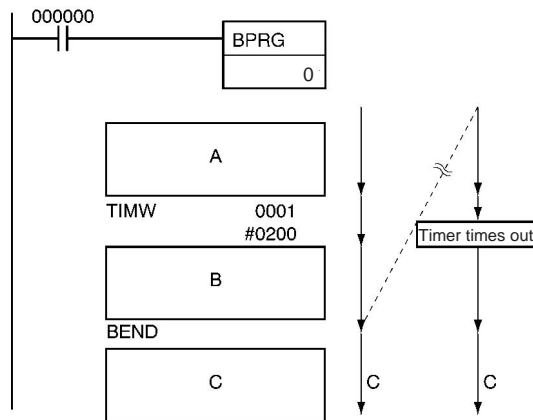 000000
BPRG
0
A
TIMW 0001
#0200
Timer times out
B
BEND
C
C
C